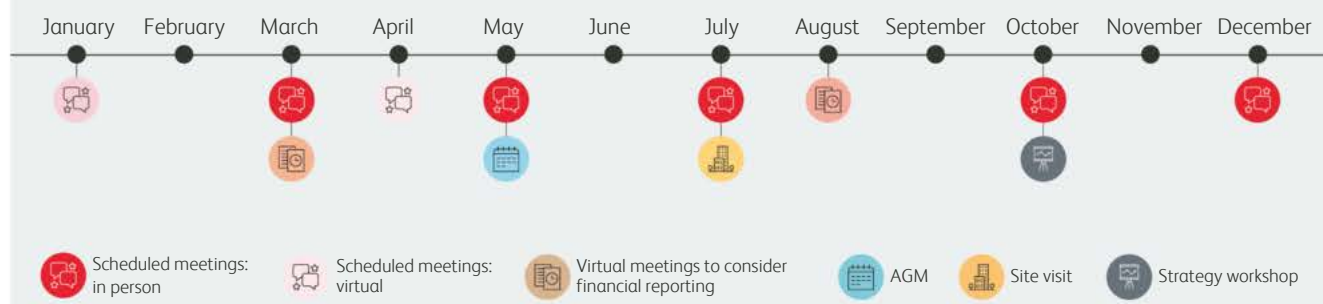 January February March April May June July August September October November December
Scheduled meetings:
in person
Scheduled meetings:
virtual
Virtual meetings to consider
financial reporting
AGM
Site visit
Strategy workshop